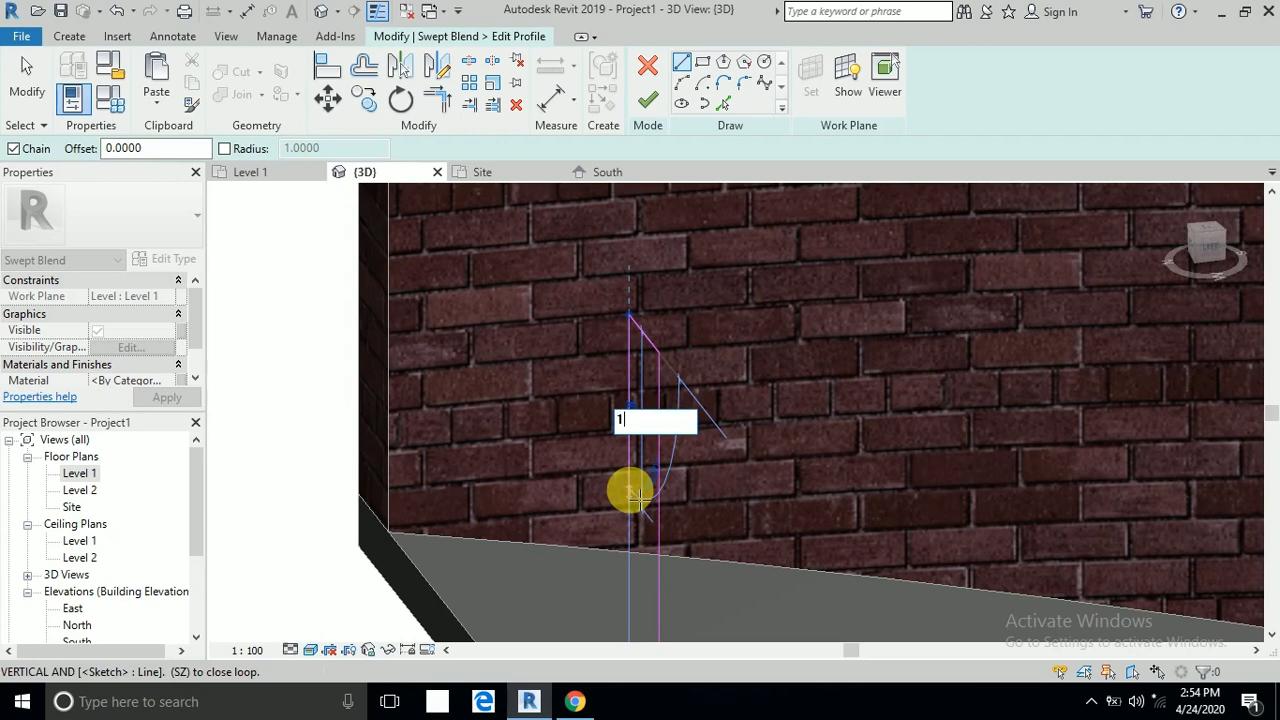 Autodesk Revit 2019 - Project1 - 3D View: {3D}
Type a keyword or phrase
Sign In
File
Create
Insert
Annotate
View
Manage
Add-Ins
Modify | Swept Blend > Edit Profile
Modify
Paste
Cut
Join
Set
Show
Viewer
Select
Properties
Clipboard
Geometry
Modify
Measure
Create
Mode
Draw
Work Plane
Chain
Offset: 0.0000
Radius: 1.0000
Properties
Level 1
{3D}
Site
South
Swept Blend
Edit Type
Constraints
Work Plane
Level : Level 1
Graphics
Visible
Visibility/Grap...
Edit...
Materials and Finishes
Material
<By Categor...
Properties help
Apply
Project Browser - Project1
Views (all)
Floor Plans
Level 1
Level 2
Site
Ceiling Plans
Level 1
Level 2
3D Views
Elevations (Building Elevation
East
North
South
1
LEFT
Activate Windows
Go to Settings to activate Windows.
1 : 100
VERTICAL AND [<Sketch> : Line]. (SZ) to close loop.
:0
Type here to search
2:54 PM
4/24/2020